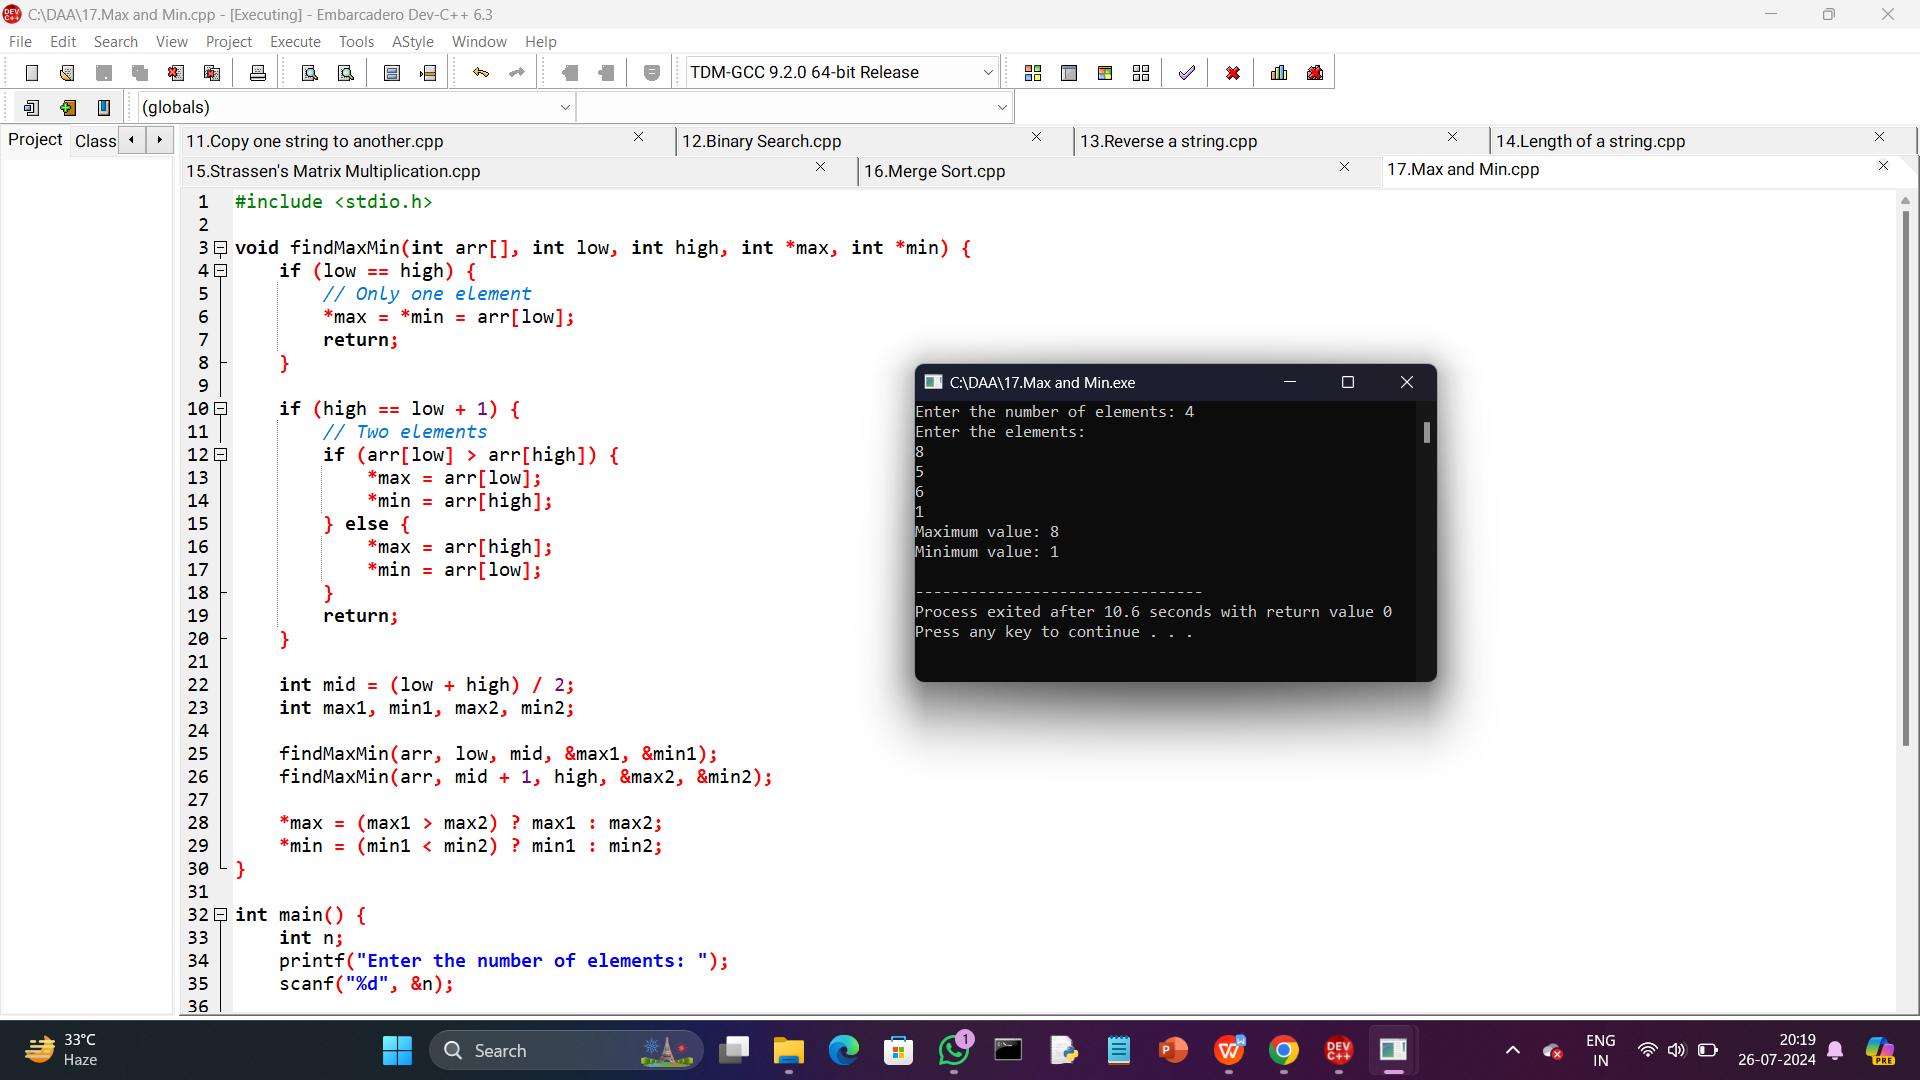 C:\DAA\17.Max and Min.cpp - [Executing] - Embarcadero Dev-C++ 6.3
File Edit Search View Project Execute Tools AStyle Window Help
TDM-GCC 9.2.0 64-bit Release
(globals)
Project Class
11.Copy one string to another.cpp 12.Binary Search.cpp 13.Reverse a string.cpp 14.Length of a string.cpp
15.Strassen's Matrix Multiplication.cpp 16.Merge Sort.cpp 17.Max and Min.cpp
1 #include <stdio.h>
2
3 void findMaxMin(int arr[], int low, int high, int *max, int *min) {
4 if (low == high) {
5 // Only one element
6 *max = *min = arr[low];
7 return;
8 }
9
10 if (high == low + 1) {
11 // Two elements
12 if (arr[low] > arr[high]) {
13 *max = arr[low];
14 *min = arr[high];
15 } else {
16 *max = arr[high];
17 *min = arr[low];
18 }
19 return;
20 }
21
22 int mid = (low + high) / 2;
23 int max1, min1, max2, min2;
24
25 findMaxMin(arr, low, mid, &max1, &min1);
26 findMaxMin(arr, mid + 1, high, &max2, &min2);
27
28 *max = (max1 > max2) ? max1 : max2;
29 *min = (min1 < min2) ? min1 : min2;
30 }
31
32 int main() {
33 int n;
34 printf("Enter the number of elements: ");
35 scanf("%d", &n);
36
C:\DAA\17.Max and Min.exe
Enter the number of elements: 4
Enter the elements:
8
5
6
1
Maximum value: 8
Minimum value: 1
--------------------------------
Process exited after 10.6 seconds with return value 0
Press any key to continue . . .
33°C
Haze
Search
1
DEV
C++
ENG
IN
20:19
26-07-2024
PRE